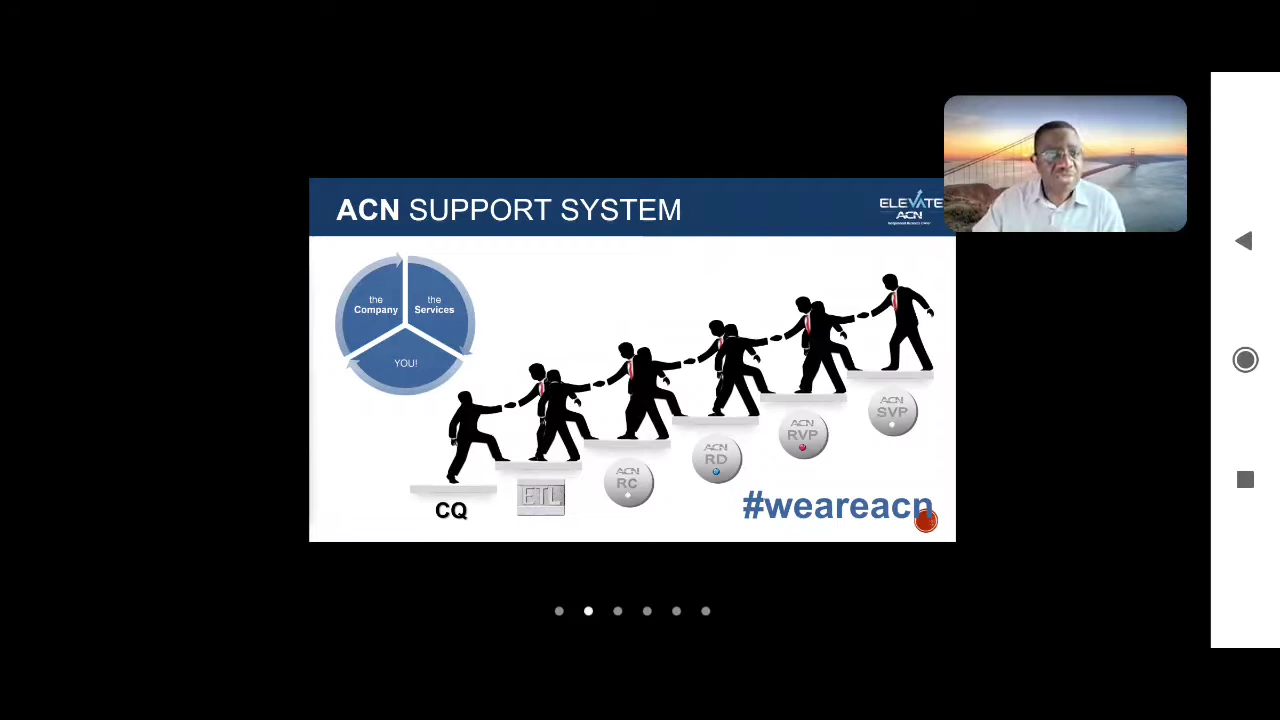 ACN SUPPORT SYSTEM
ELEVATE
ACN
the
Company
the
Services
YOU!
ACN
SVP
ACN
RVP
ACN
RD
ACN
RC
ETL
CQ
#weareacn